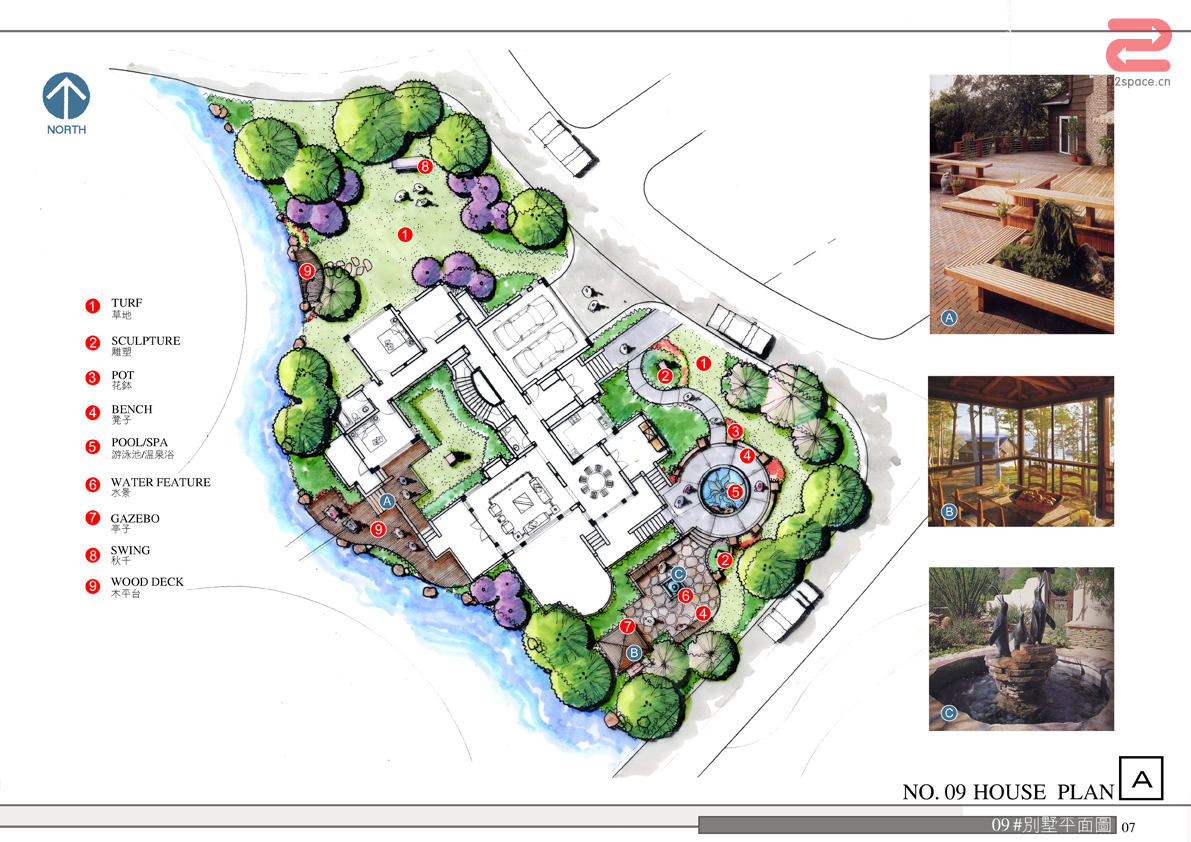 D2space.cn
NORTH
8
1
9
1 TURF
草地
2 SCULPTURE
雕塑
3 POT
花鉢
4 BENCH
凳子
5 POOL/SPA
游泳池/温泉浴
6 WATER FEATURE
水景
7 GAZEBO
亭子
8 SWING
秋千
9 WOOD DECK
木平台
1
2
3
4
5
A
9
2
C
6
4
7
B
A
B
C
NO. 09 HOUSE PLAN A
09#別墅平面圖 07